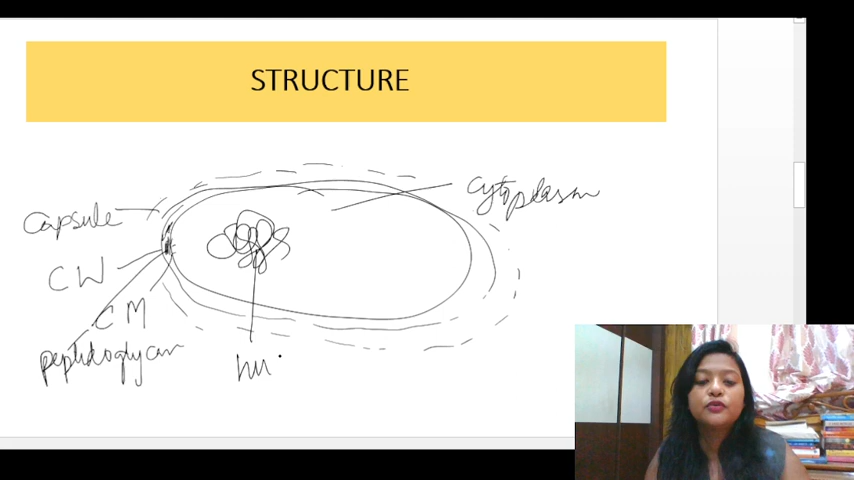 STRUCTURE
cytoplasm
capsule
CW
CM
peptidoglycan